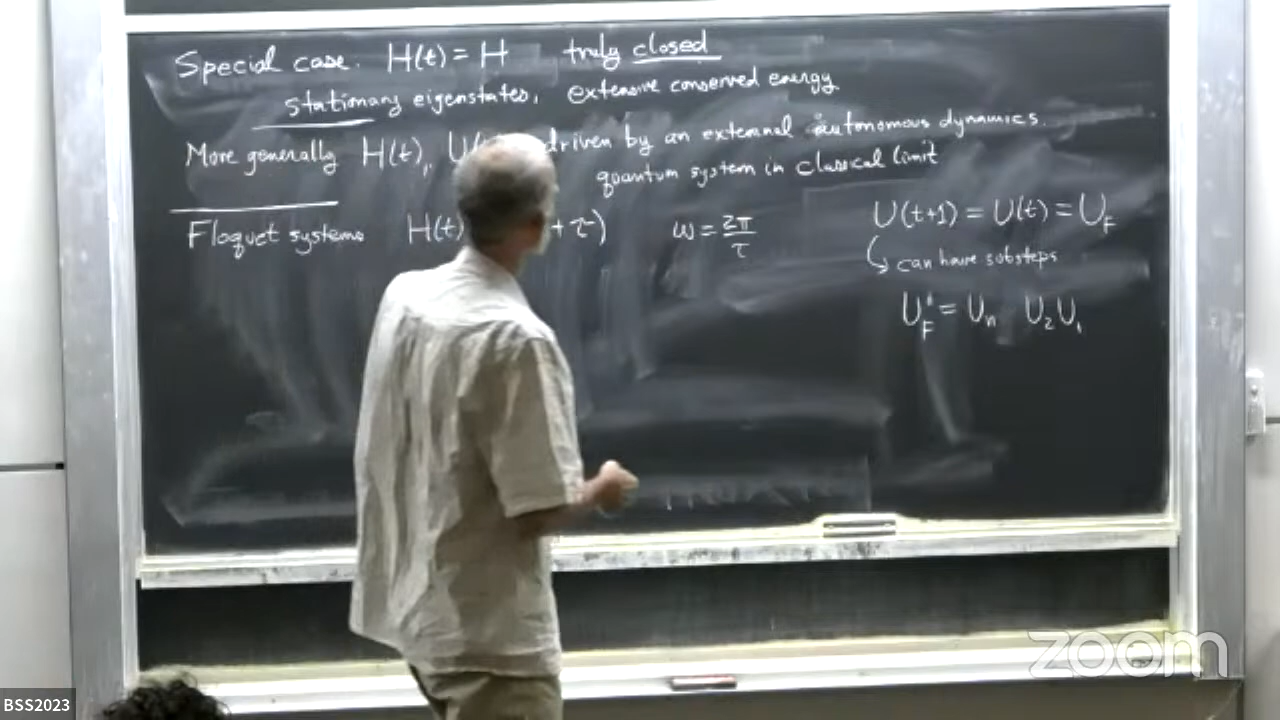 Special case. H(t) = H truly closed
stationary eigenstates, extensive conserved energy.
More generally H(t), U( driven by an external autonomous dynamics.
quantum system in classical limit
Floquet systems H(t) + τ) ω = 2π/τ
U(t+1) = U(t) = U_F
can have substeps
U_F = U_n U_2 U_1
zoom
BSS2023